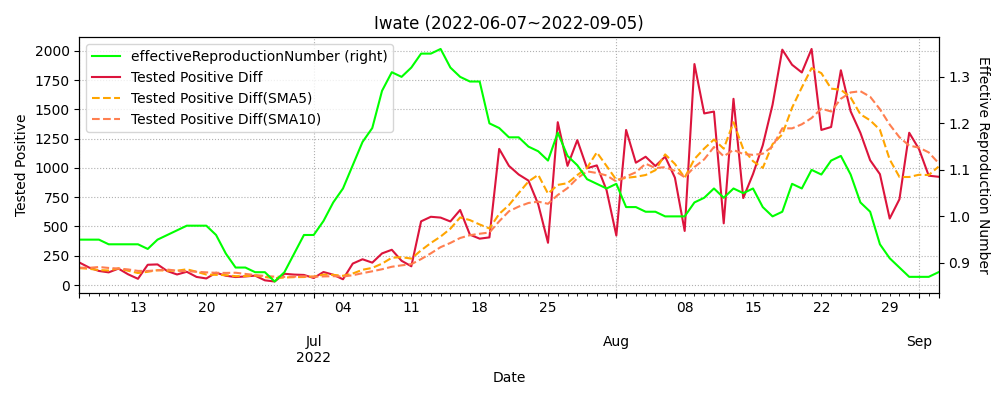 Iwate (2022-06-07~2022-09-05)
effectiveReproductionNumber (right)
Tested Positive Diff
Tested Positive Diff(SMA5)
Tested Positive Diff(SMA10)
Tested Positive
2000
1750
1500
1250
1000
750
500
250
0
Effective Reproduction Number
1.3
1.2
1.1
1.0
0.9
13 20 27 04 11 18 25 08 15 22 29
Jul Aug Sep
2022
Date